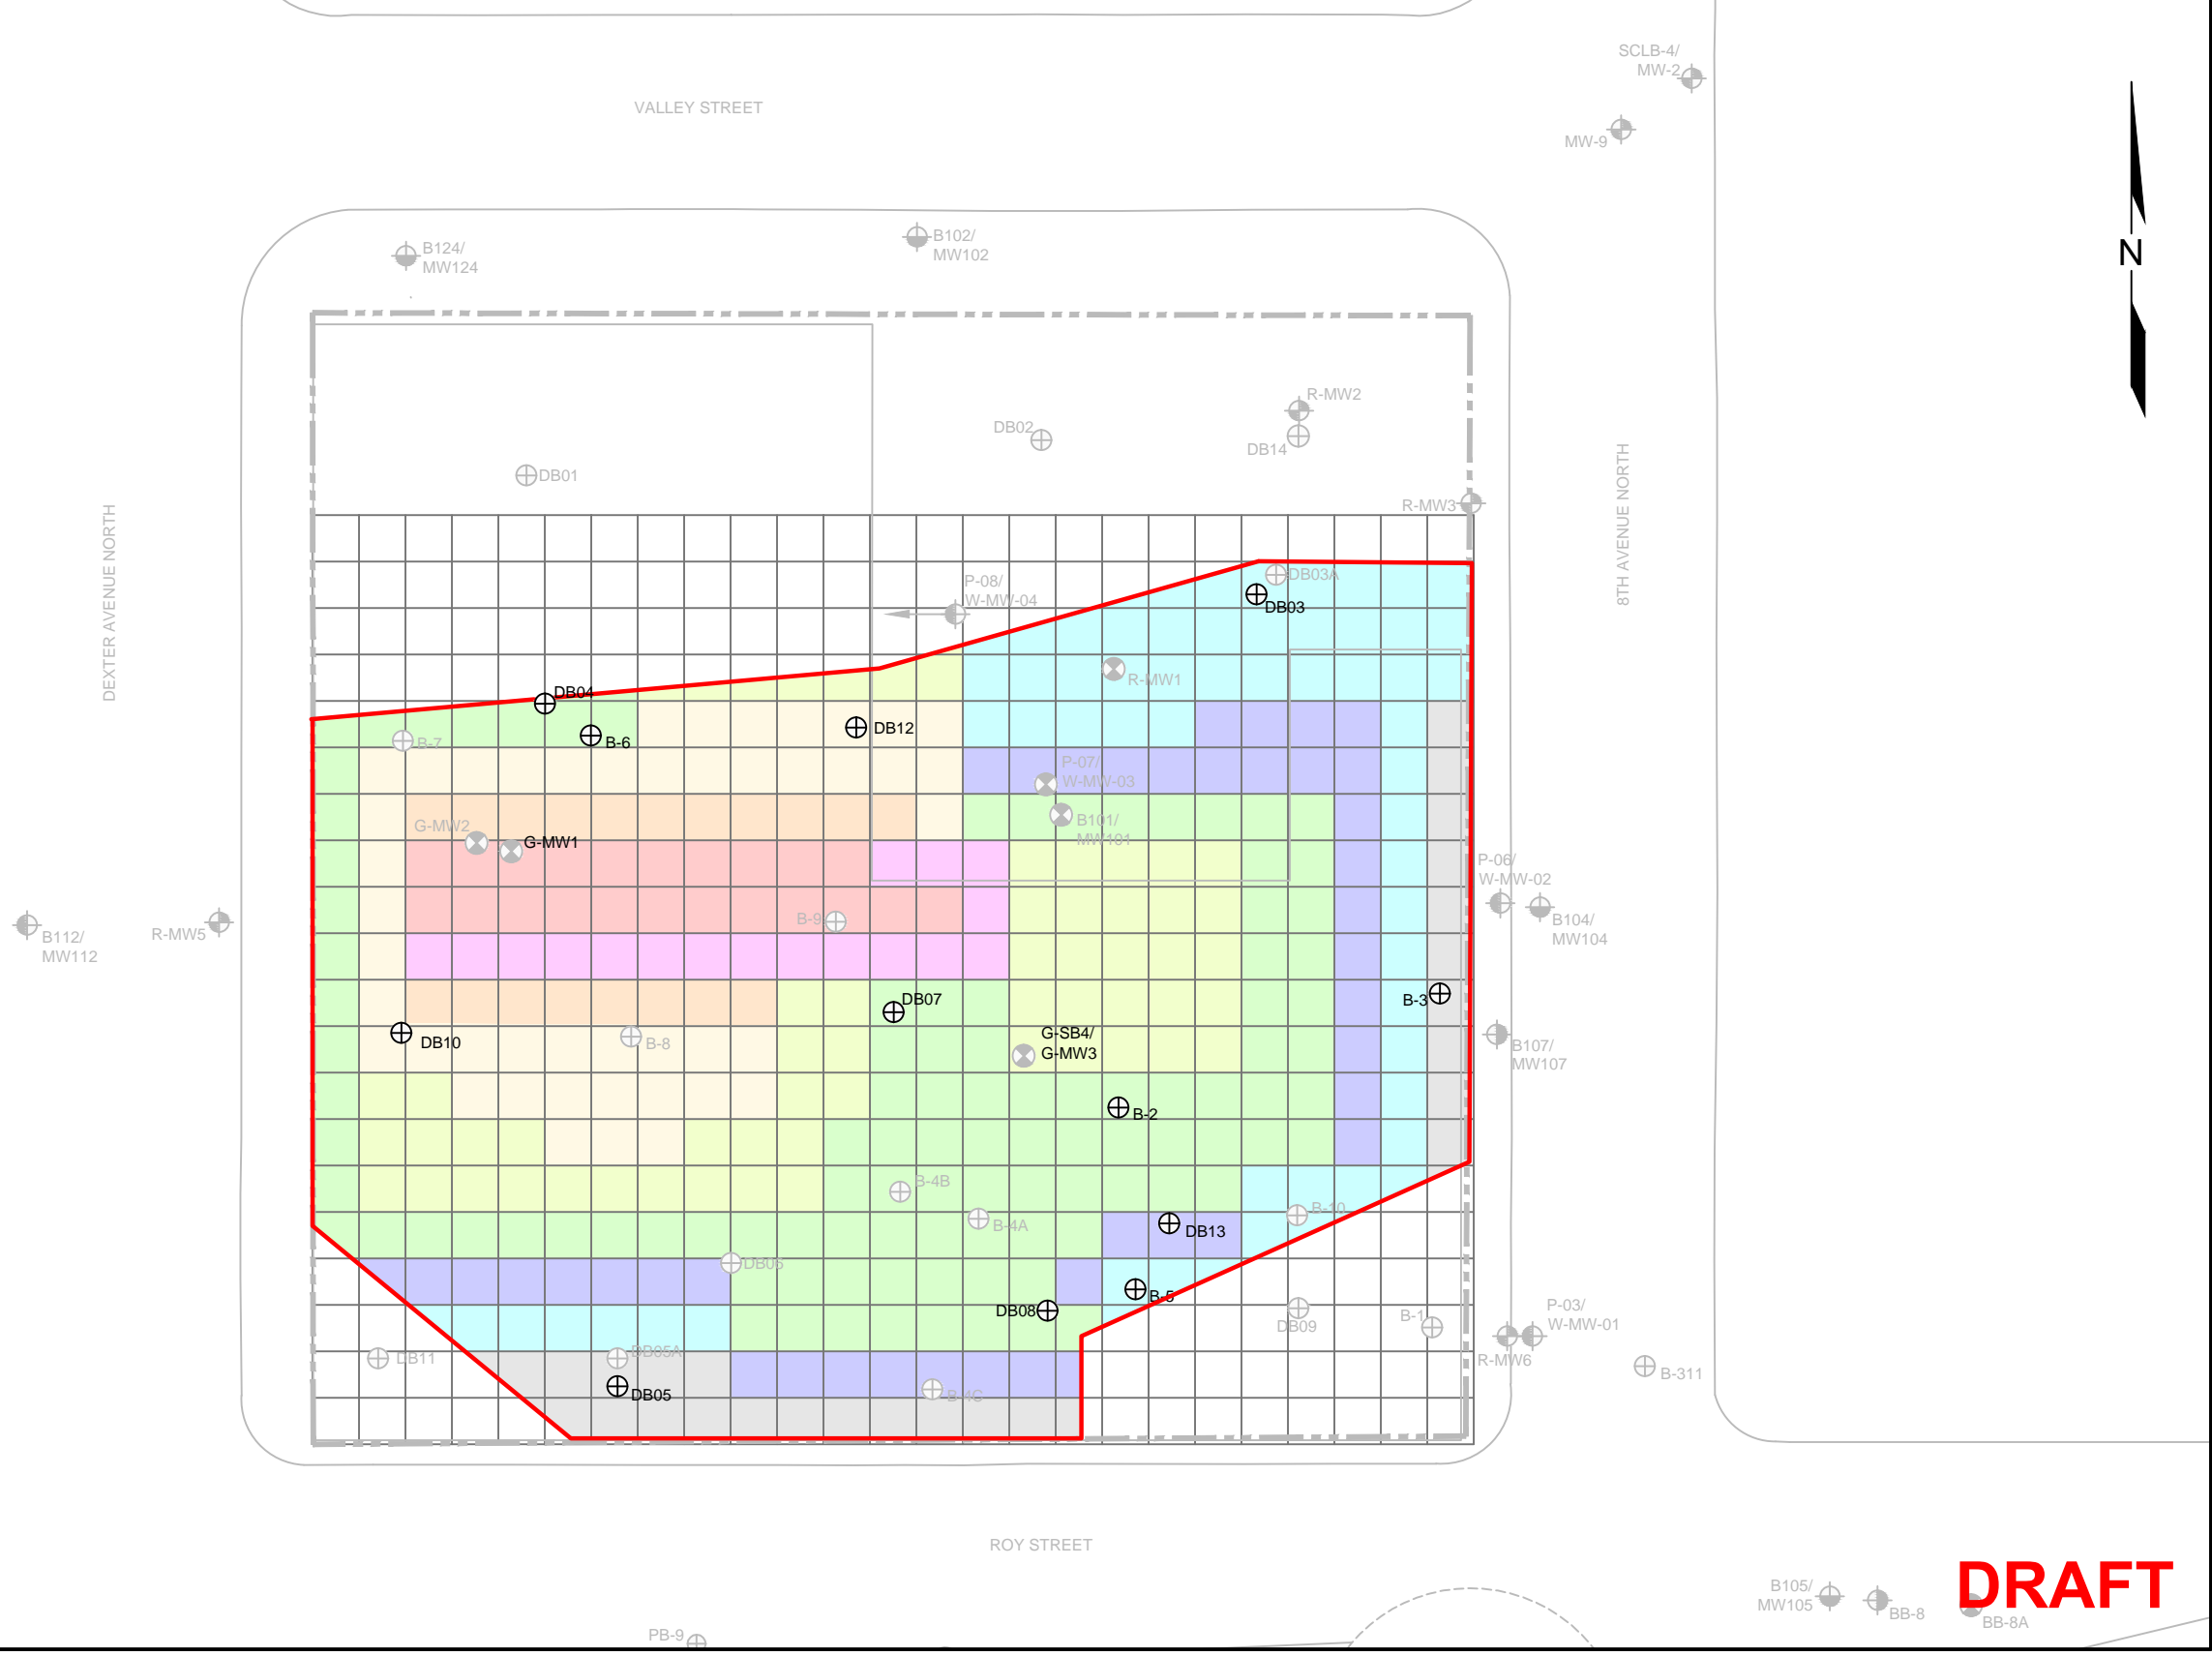 SCLB-4/
MW-2
VALLEY STREET
MW-9
B124/
MW124
B102/
MW102
N
R-MW2
DB02
DB14
DB01
R-MW3
DEXTER AVENUE NORTH
8TH AVENUE NORTH
P-08/
W-MW-04
DB03A
DB03
R-MW1
DB04
B-7
B-6
DB12
P-07/
W-MW-03
G-MW2
G-MW1
B101/
MW101
P-06/
W-MW-02
B-9
B112/
MW112
R-MW5
B104/
MW104
DB07
B-3
DB10
B-8
G-SB4/
G-MW3
B107/
MW107
B-2
B-4B
B-4A
B-10
DB13
DB06
B-5
DB08
DB09
B-1
P-03/
W-MW-01
R-MW6
DB11
DB05A
DB05
B-4C
B-311
ROY STREET
DRAFT
B105/
MW105
BB-8
BB-8A
PB-9